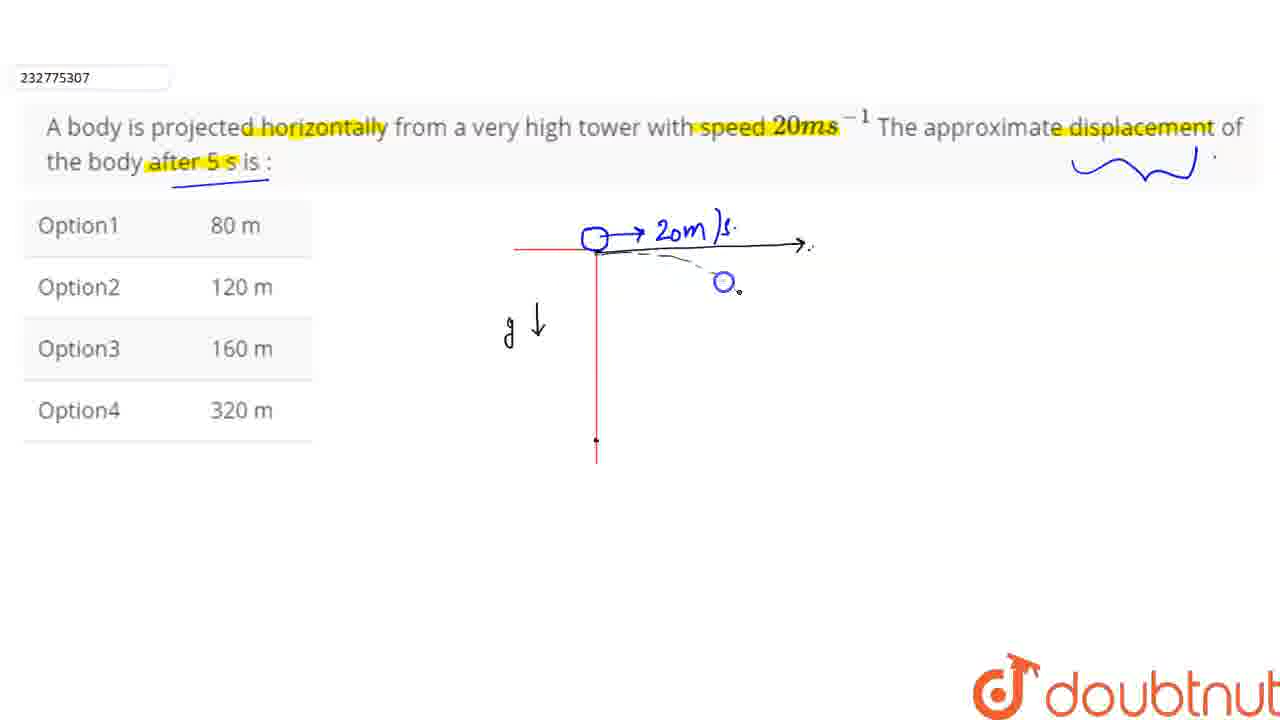 232775307
A body is projected horizontally from a very high tower with speed 20ms⁻¹ The approximate displacement of
the body after 5 s is :
Option1 80 m
Option2 120 m
Option3 160 m
Option4 320 m
20m/s.
g
doubtnut